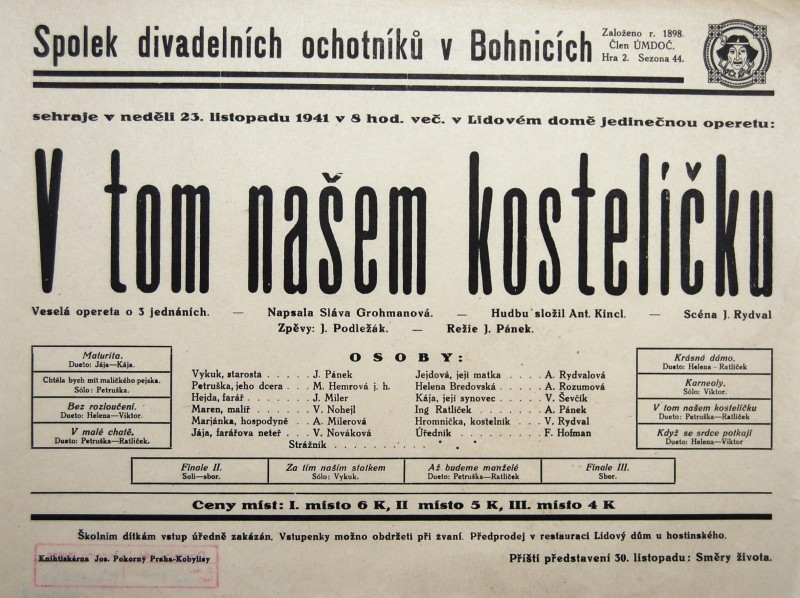 Spolek divadelních ochotníků v Bohnicích
Založeno r. 1898.
Člen ÚMDOČ.
Hra 2. Sezona 44.
sehraje v neděli 23. listopadu 1941 v 8 hod. več. v Lidovém domě jedinečnou operetu:
V tom našem kostelíčku
Veselá opereta o 3 jednáních. — Napsala Sláva Grohmanová. — Hudbu složil Ant. Kincl. — Scéna J. Rydval
Zpěvy: J. Podležák. — Režie J. Pánek.
OSOBY:
Maturita.
Dueto: Jája—Kája.
Chtěla bych mít maličkého pejska.
Sólo: Petruška.
Bez rozloučení.
Dueto: Helena—Viktor.
V malé chatě.
Dueto: Petruška—Ratlíček.
Vykuk, starosta . . . . . J. Pánek
Petruška, jeho dcera . . . . M. Hemrová j. h.
Hejda, farář . . . . . . J. Miler
Maren, malíř . . . . . . V. Nohejl
Marjánka, hospodyně . . . A. Milerová
Jája, farářova neteř . . . . V. Nováková
Jejdová, její matka . . . . A. Rydvalová
Helena Bredovská . . . . . A. Rozumová
Kája, její synovec . . . . . V. Ševčík
Ing Ratlíček . . . . . . A. Pánek
Hromnička, kostelník . . . . V. Rydval
Úředník . . . . . . . F. Hofman
Strážník . . . . . . . . . . . . . . .
Krásná dámo.
Dueto: Helena—Ratlíček
Karneoly.
Sólo: Viktor.
V tom našem kostelíčku
Dueto: Petruška—Ratlíček
Když se srdce potkají
Dueto: Helena—Viktor
Finale II.
Soli—sbor.
Za tím naším stolkem
Sólo: Vykuk.
Až budeme manželé
Dueto: Petruška—Ratlíček
Finale III.
Sbor.
Ceny míst: I. místo 6 K, II místo 5 K, III. místo 4 K
Školním dítkám vstup úředně zakázán. Vstupenky možno obdržeti při zvaní. Předprodej v restauraci Lidový dům u hostinského.
Knihtiskárna Jos. Pokorný Praha-Kobylisy
Příští představení 30. listopadu: Směry života.